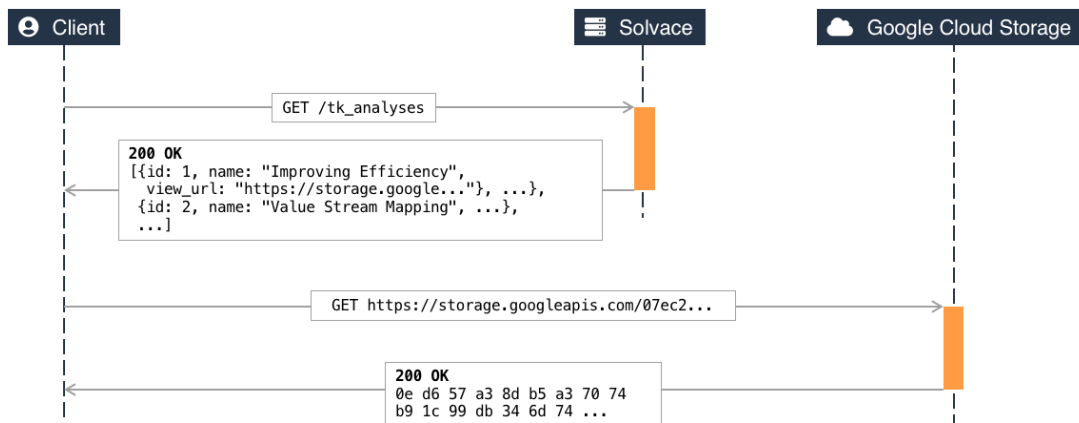 Client
Solvace
Google Cloud Storage
GET /tk_analyses
200 OK
[{id: 1, name: "Improving Efficiency",
view_url: "https://storage.google..."}, ...},
{id: 2, name: "Value Stream Mapping", ...},
...]
GET https://storage.googleapis.com/07ec2...
200 OK
0e d6 57 a3 8d b5 a3 70 74
b9 1c 99 db 34 6d 74 ...